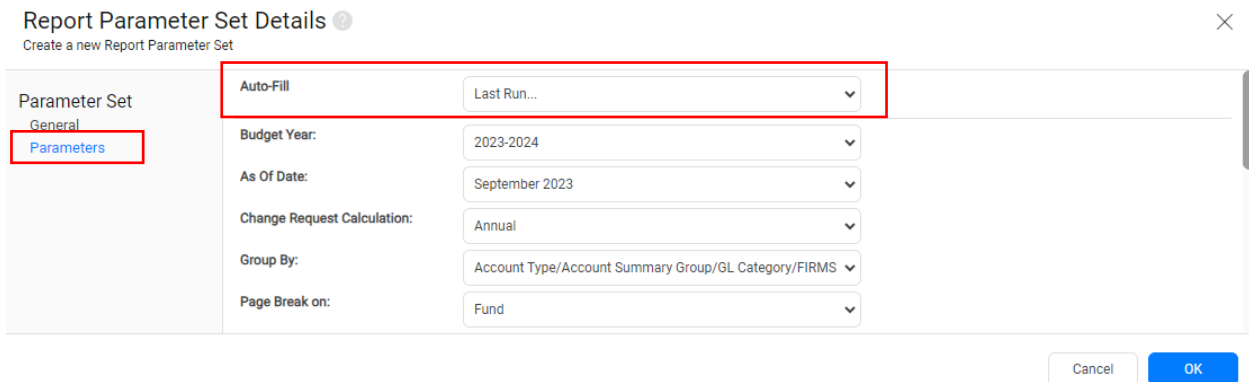 Report Parameter Set Details ?
Create a new Report Parameter Set
Parameter Set
General
Parameters
Auto-Fill Last Run...
Budget Year: 2023-2024
As Of Date: September 2023
Change Request Calculation: Annual
Group By: Account Type/Account Summary Group/GL Category/FIRMS
Page Break on: Fund
Cancel OK